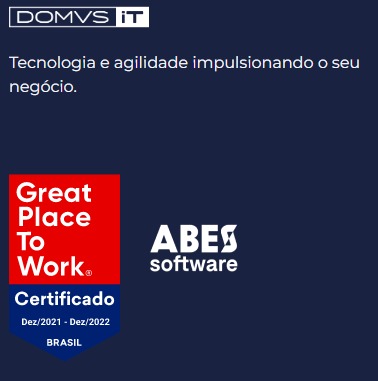 DOMVS iT
Tecnologia e agilidade impulsionando o seu
negócio.
Great
Place
To
Work®
Certificado
Dez/2021 - Dez/2022
BRASIL
ABES
software